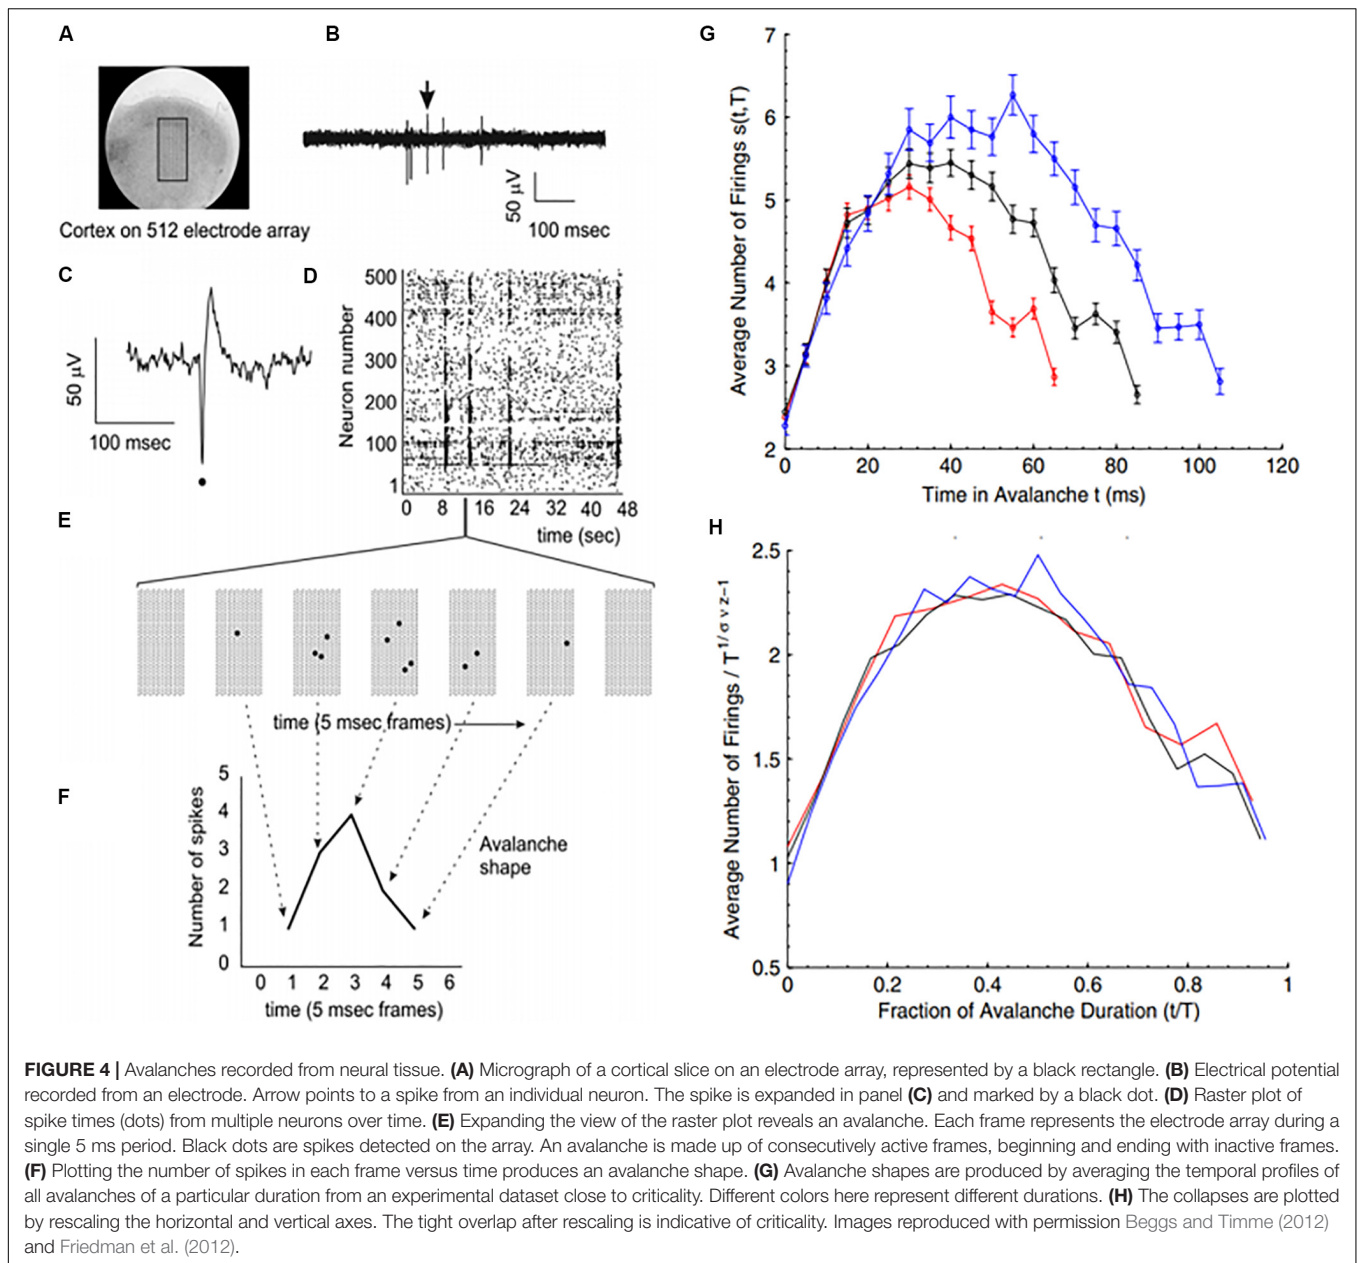 A
B
50 μV
100 msec
Cortex on 512 electrode array
C
50 μV
100 msec
D
Neuron number
500
400
300
200
100
1
0 8 16 24 32 40 48
time (sec)
E
time (5 msec frames)
F
Number of spikes
5
4
3
2
1
0
Avalanche
shape
0 1 2 3 4 5 6
time (5 msec frames)
G
Average Number of Firings s(t,T)
7
6
5
4
3
2
0 20 40 60 80 100 120
Time in Avalanche t (ms)
H
Average Number of Firings / T^1/σνz−1
2.5
2
1.5
1
0.5
0 0.2 0.4 0.6 0.8 1
Fraction of Avalanche Duration (t/T)
FIGURE 4 | Avalanches recorded from neural tissue. (A) Micrograph of a cortical slice on an electrode array, represented by a black rectangle. (B) Electrical potential
recorded from an electrode. Arrow points to a spike from an individual neuron. The spike is expanded in panel (C) and marked by a black dot. (D) Raster plot of
spike times (dots) from multiple neurons over time. (E) Expanding the view of the raster plot reveals an avalanche. Each frame represents the electrode array during a
single 5 ms period. Black dots are spikes detected on the array. An avalanche is made up of consecutively active frames, beginning and ending with inactive frames.
(F) Plotting the number of spikes in each frame versus time produces an avalanche shape. (G) Avalanche shapes are produced by averaging the temporal profiles of
all avalanches of a particular duration from an experimental dataset close to criticality. Different colors here represent different durations. (H) The collapses are plotted
by rescaling the horizontal and vertical axes. The tight overlap after rescaling is indicative of criticality. Images reproduced with permission Beggs and Timme (2012)
and Friedman et al. (2012).